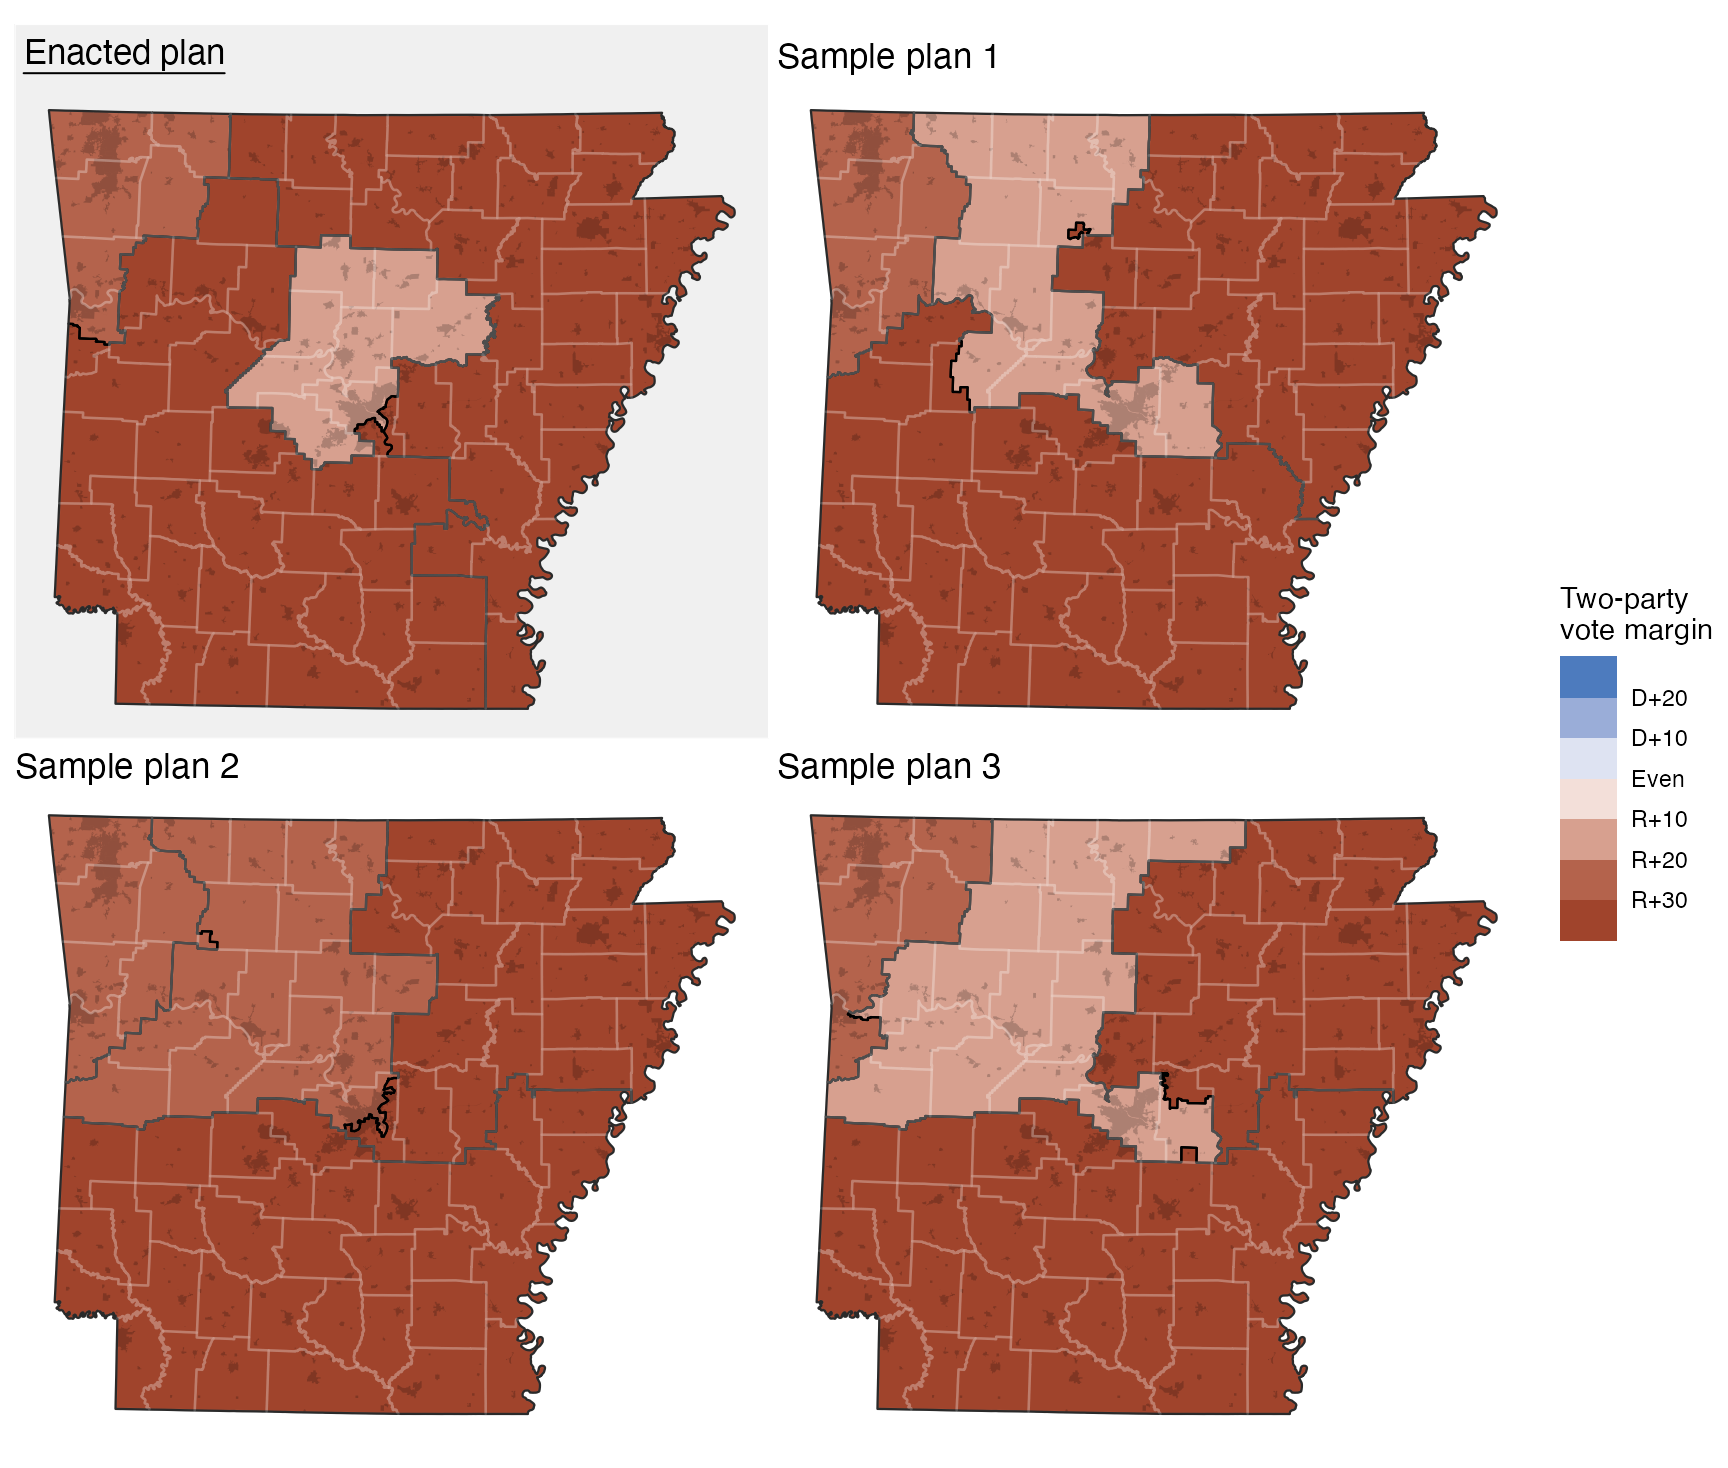 Enacted plan
Sample plan 1
Sample plan 2
Sample plan 3
Two-party
vote margin
D+20
D+10
Even
R+10
R+20
R+30